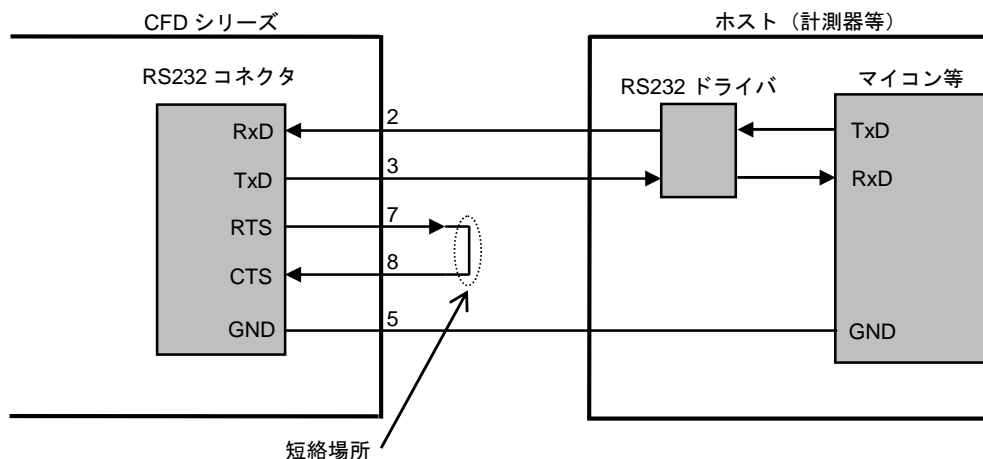 CFD シリーズ
ホスト（計測器等）
RS232 コネクタ
RS232 ドライバ
マイコン等
RxD
2
TxD
TxD
3
RxD
RTS
7
CTS
8
GND
5
GND
短絡場所